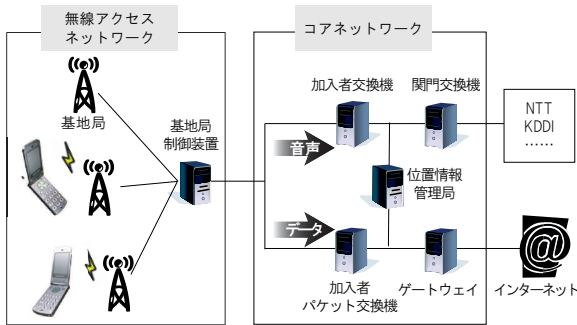 無線アクセス
ネットワーク
コアネットワーク
基地局
基地局
制御装置
加入者交換機
関門交換機
NTT
KDDI
……
音声
位置情報
管理局
データ
加入者
パケット交換機
ゲートウェイ
@
インターネット